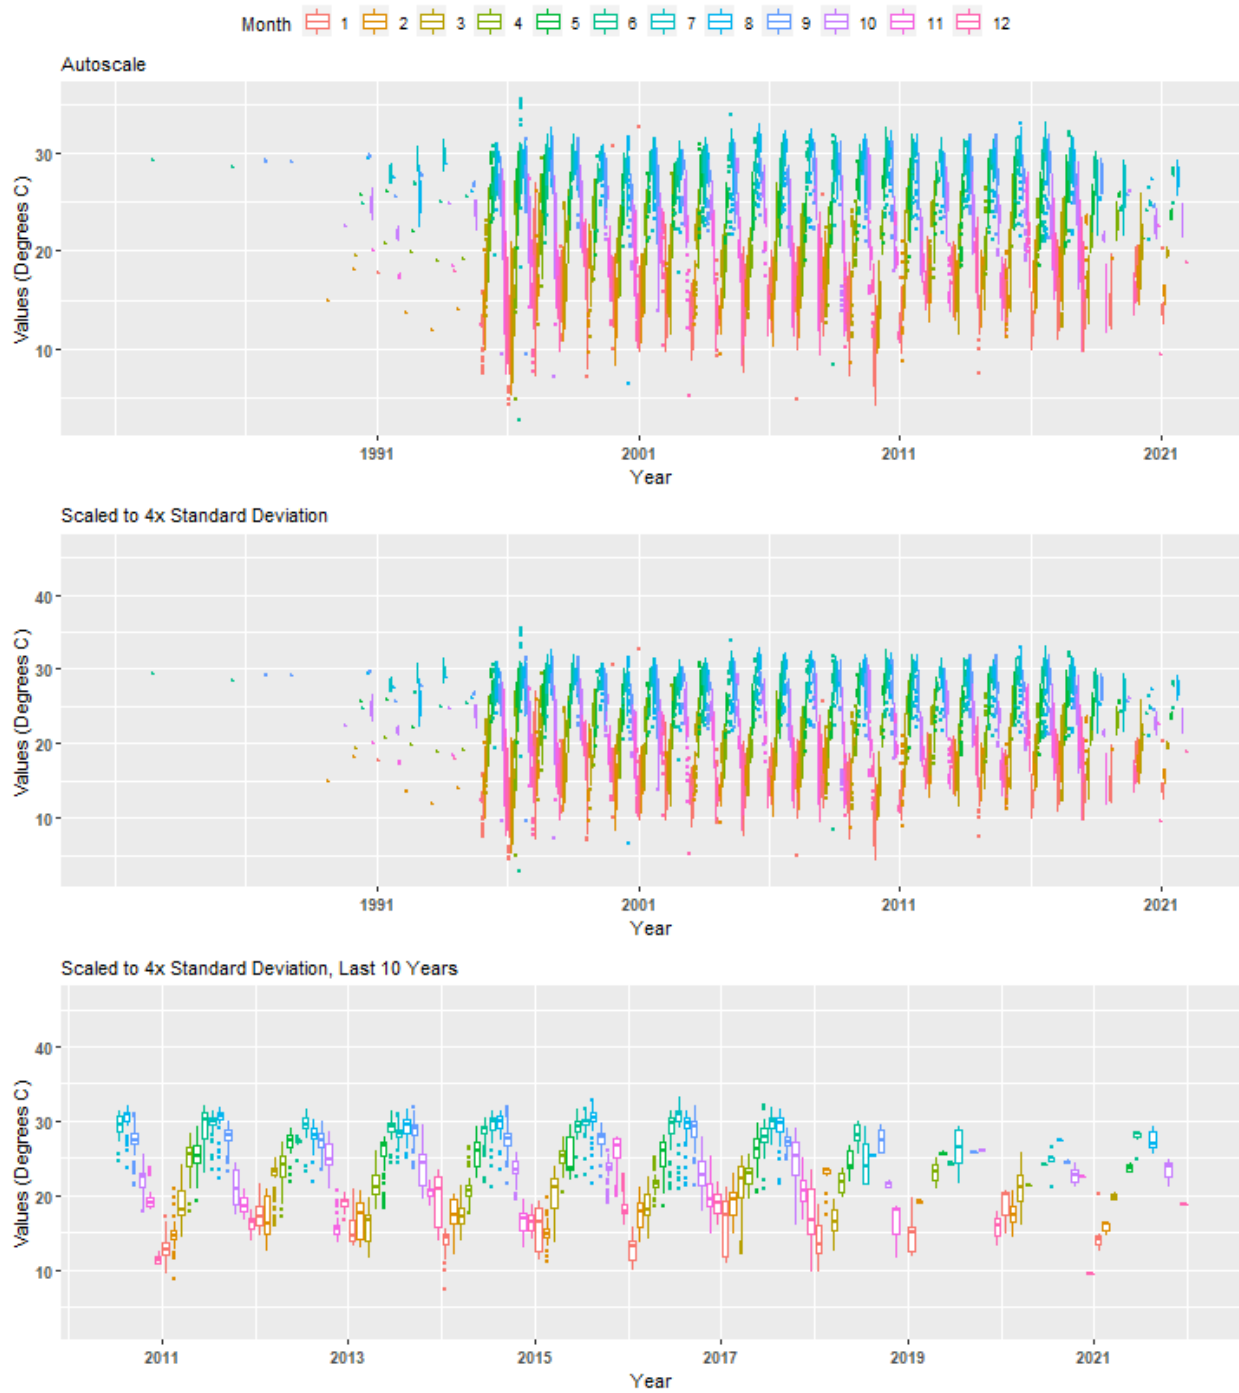 Month 1 2 3 4 5 6 7 8 9 10 11 12
Autoscale
Values (Degrees C)
30
20
10
1991 2001 2011 2021
Year
Scaled to 4x Standard Deviation
Values (Degrees C)
40
30
20
10
1991 2001 2011 2021
Year
Scaled to 4x Standard Deviation, Last 10 Years
Values (Degrees C)
40
30
20
10
2011 2013 2015 2017 2019 2021
Year